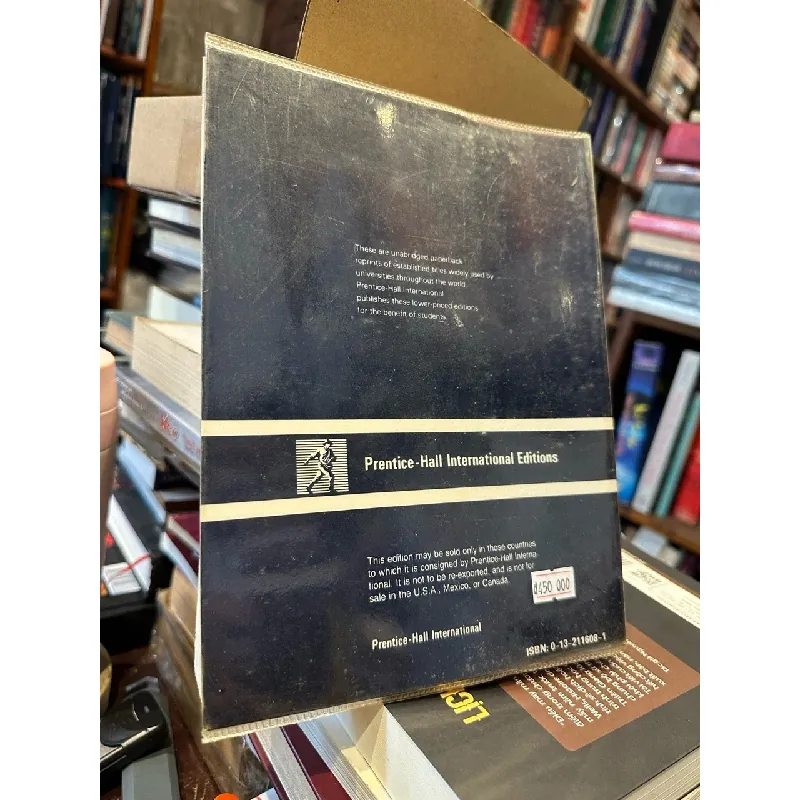 These are unabridged paperback
reprints of established titles widely used by
universities throughout the world.
Prentice-Hall International
publishes these lower-priced editions
for the benefit of students.
Prentice-Hall International Editions
This edition may be sold only in those countries
to which it is consigned by Prentice-Hall Interna-
tional. It is not to be re-exported, and is not for
sale in the U.S.A., Mexico, or Canada.
đ450 000
Prentice-Hall International
ISBN: 0-13-211608-1